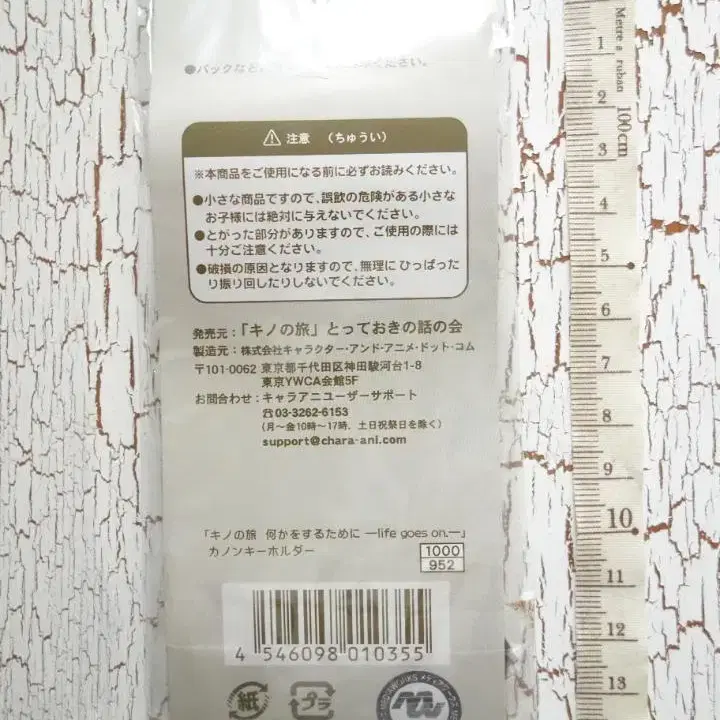 ⚠ 注意 (ちゅうい)
※本商品をご使用になる前に必ずお読みください。
●小さな商品ですので、誤飲の危険がある小さな
お子様には絶対に与えないでください。
●とがった部分がありますので、ご使用の際には
十分ご注意ください。
●破損の原因となりますので、無理にひっぱった
り振り回したりしないでください。
発売元:「キノの旅」とっておきの話の会
製造元:株式会社キャラクター・アンド・アニメ・ドット・コム
〒101-0062 東京都千代田区神田駿河台1-8
東京YWCA会館5F
お問合わせ:キャラアニユーザーサポート
☎03-3262-6153
(月〜金10時〜17時、土日祝祭日を除く)
support@chara-ani.com
「キノの旅 何かをするために ―life goes on.―」
カノンキーホルダー
1000
952
4 546098 010355
紙
プラ
MW
Metre a ruban 100cm
1
2
3
4
5
6
7
8
9
10
11
12
13